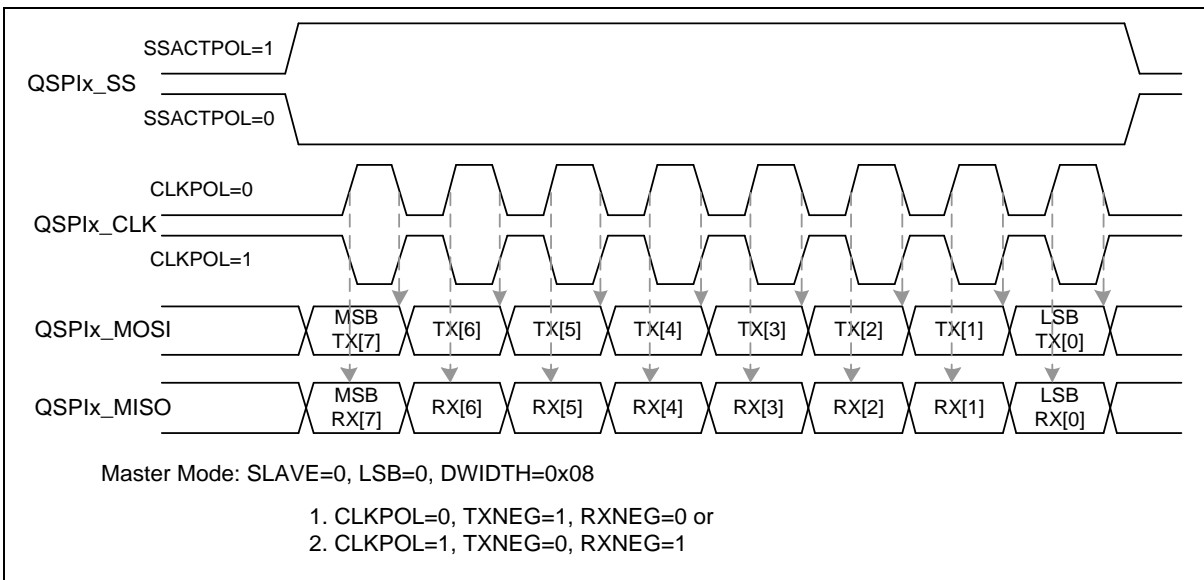 SSACTPOL=1
QSPIx_SS
SSACTPOL=0
CLKPOL=0
QSPIx_CLK
CLKPOL=1
QSPIx_MOSI
MSB TX[7]
TX[6]
TX[5]
TX[4]
TX[3]
TX[2]
TX[1]
LSB TX[0]
QSPIx_MISO
MSB RX[7]
RX[6]
RX[5]
RX[4]
RX[3]
RX[2]
RX[1]
LSB RX[0]
Master Mode: SLAVE=0, LSB=0, DWIDTH=0x08
1. CLKPOL=0, TXNEG=1, RXNEG=0 or
2. CLKPOL=1, TXNEG=0, RXNEG=1